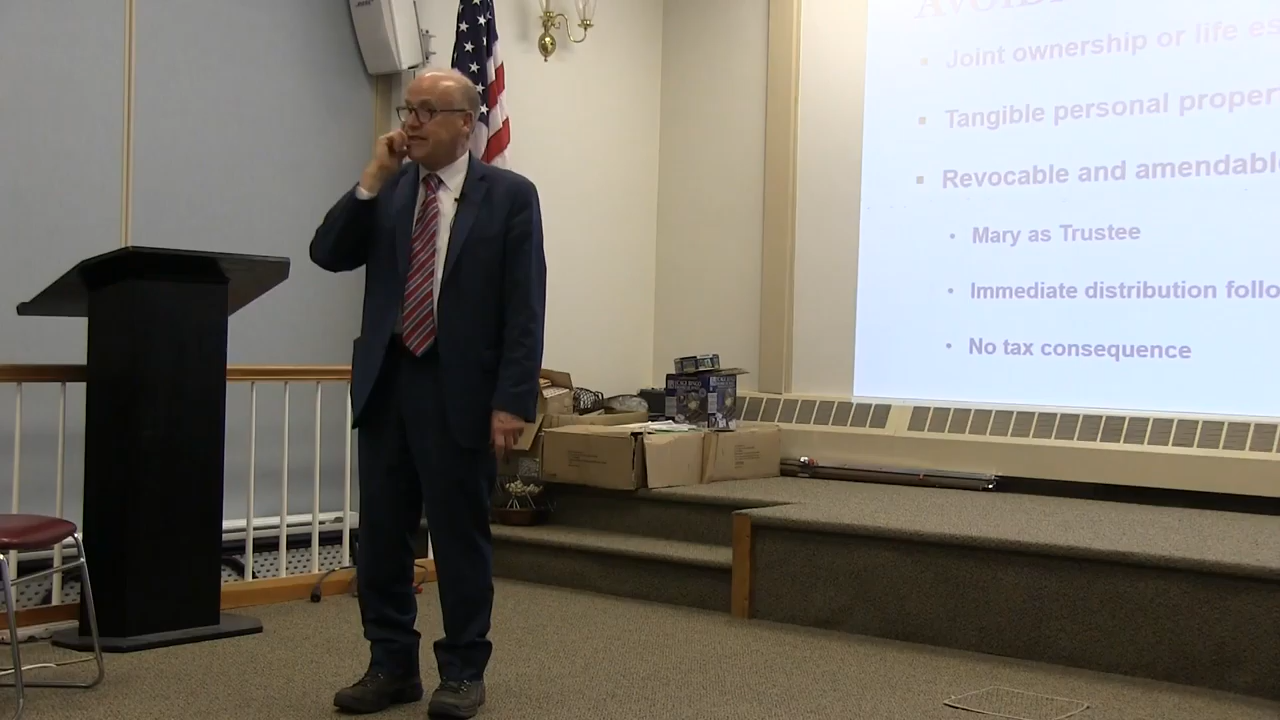 Joint ownership or life es
Tangible personal proper
Revocable and amendabl
Mary as Trustee
Immediate distribution follo
No tax consequence